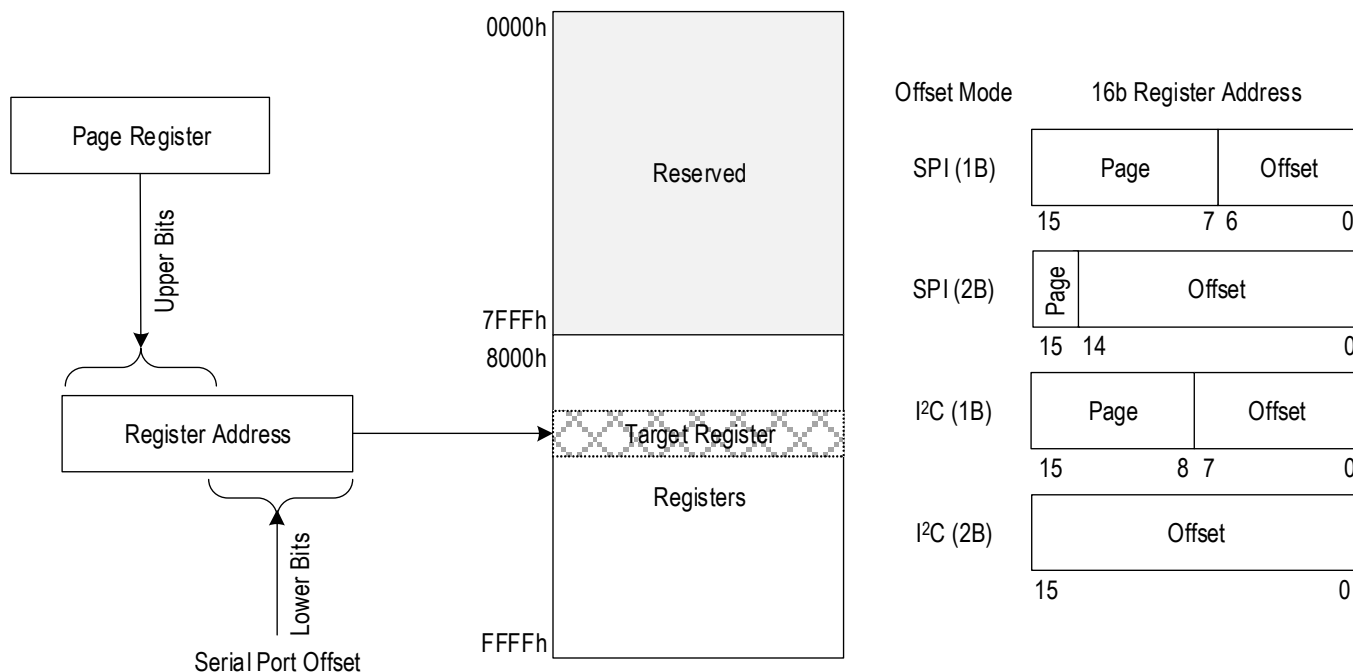 0000h
Page Register
Upper Bits
Register Address
Lower Bits
Serial Port Offset
Reserved
7FFFh
8000h
Target Register
Registers
FFFFh
Offset Mode 16b Register Address
SPI (1B) Page Offset
15 7 6 0
SPI (2B) Page Offset
15 14 0
I²C (1B) Page Offset
15 8 7 0
I²C (2B) Offset
15 0